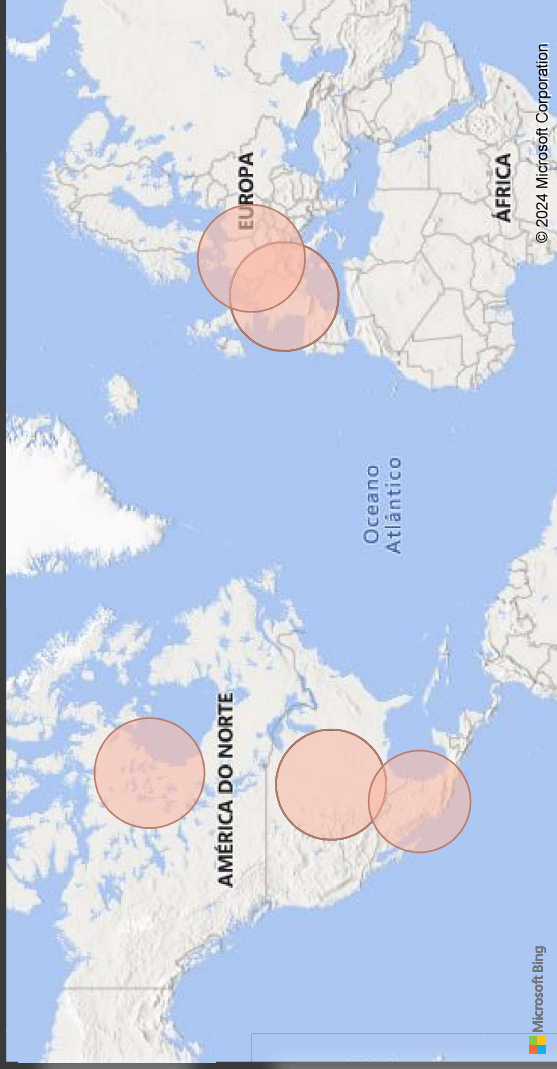 EUROPA
ÁFRICA
Oceano
Atlântico
AMÉRICA DO NORTE
Microsoft Bing
© 2024 Microsoft Corporation